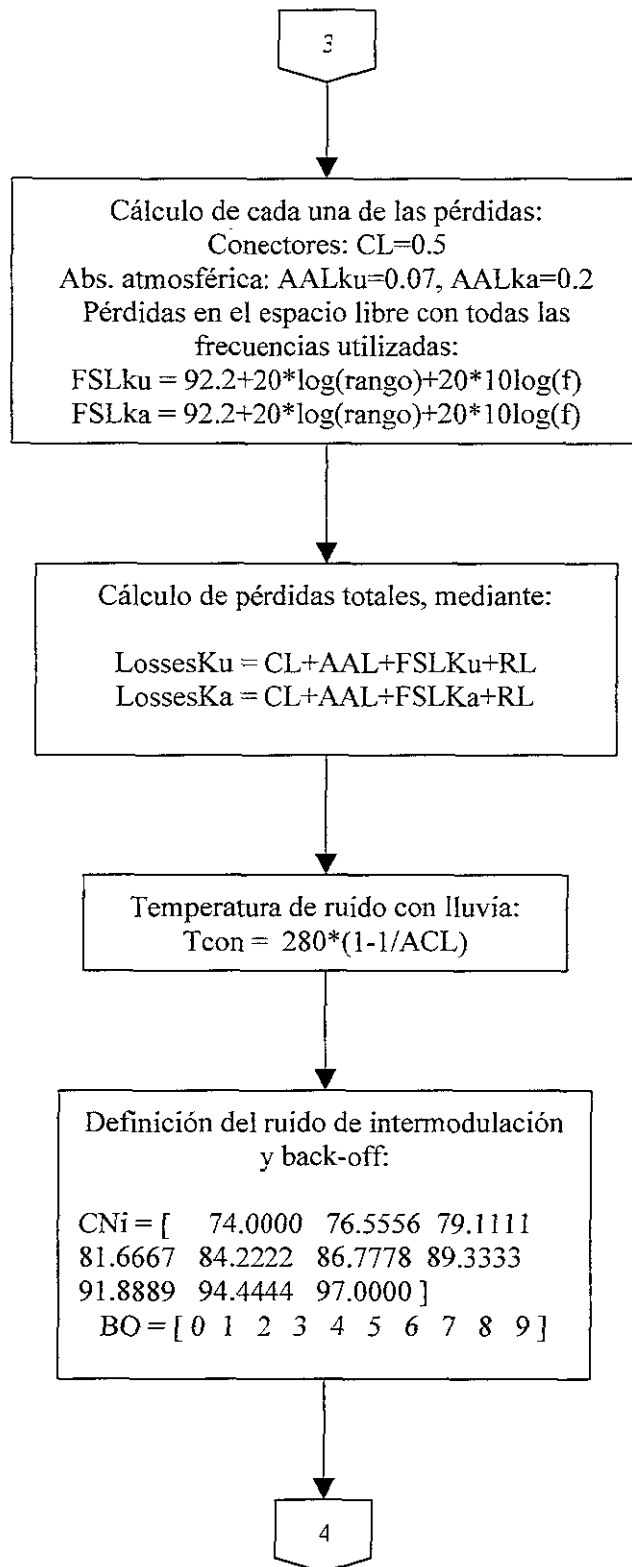 3
Cálculo de cada una de las pérdidas:
Conectores: CL=0.5
Abs. atmosférica: AALku=0.07, AALka=0.2
Pérdidas en el espacio libre con todas las
frecuencias utilizadas:
FSLku = 92.2+20*log(rango)+20*10log(f)
FSLka = 92.2+20*log(rango)+20*10log(f)
Cálculo de pérdidas totales, mediante:
LossesKu = CL+AAL+FSLKu+RL
LossesKa = CL+AAL+FSLKa+RL
Temperatura de ruido con lluvia:
Tcon = 280*(1-1/ACL)
Definición del ruido de intermodulación
y back-off:
CNi = [ 74.0000 76.5556 79.1111
81.6667 84.2222 86.7778 89.3333
91.8889 94.4444 97.0000 ]
BO = [ 0 1 2 3 4 5 6 7 8 9 ]
4